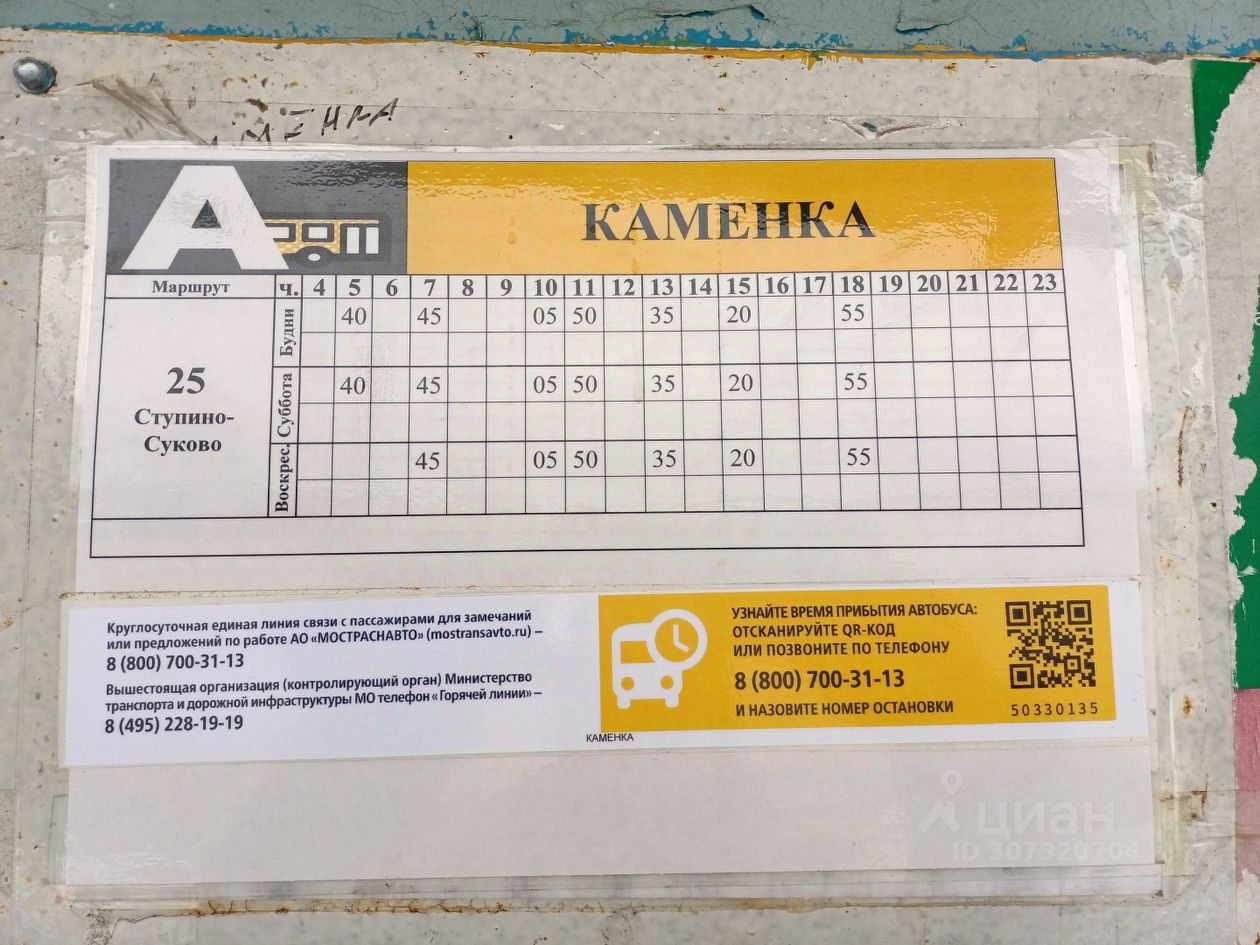 А
КАМЕНКА
Маршрут ч. 4 5 6 7 8 9 10 11 12 13 14 15 16 17 18 19 20 21 22 23
25
Ступино-
Суково
Будни 40 45 05 50 35 20 55
Суббота 40 45 05 50 35 20 55
Воскрес. 45 05 50 35 20 55
Круглосуточная единая линия связи с пассажирами для замечаний
или предложений по работе АО «МОСТРАСНАВТО» (mostransavto.ru) –
8 (800) 700-31-13
Вышестоящая организация (контролирующий орган) Министерство
транспорта и дорожной инфраструктуры МО телефон «Горячей линии» –
8 (495) 228-19-19
УЗНАЙТЕ ВРЕМЯ ПРИБЫТИЯ АВТОБУСА:
ОТСКАНИРУЙТЕ QR-КОД
ИЛИ ПОЗВОНИТЕ ПО ТЕЛЕФОНУ
8 (800) 700-31-13
И НАЗОВИТЕ НОМЕР ОСТАНОВКИ
50330135
КАМЕНКА
циан